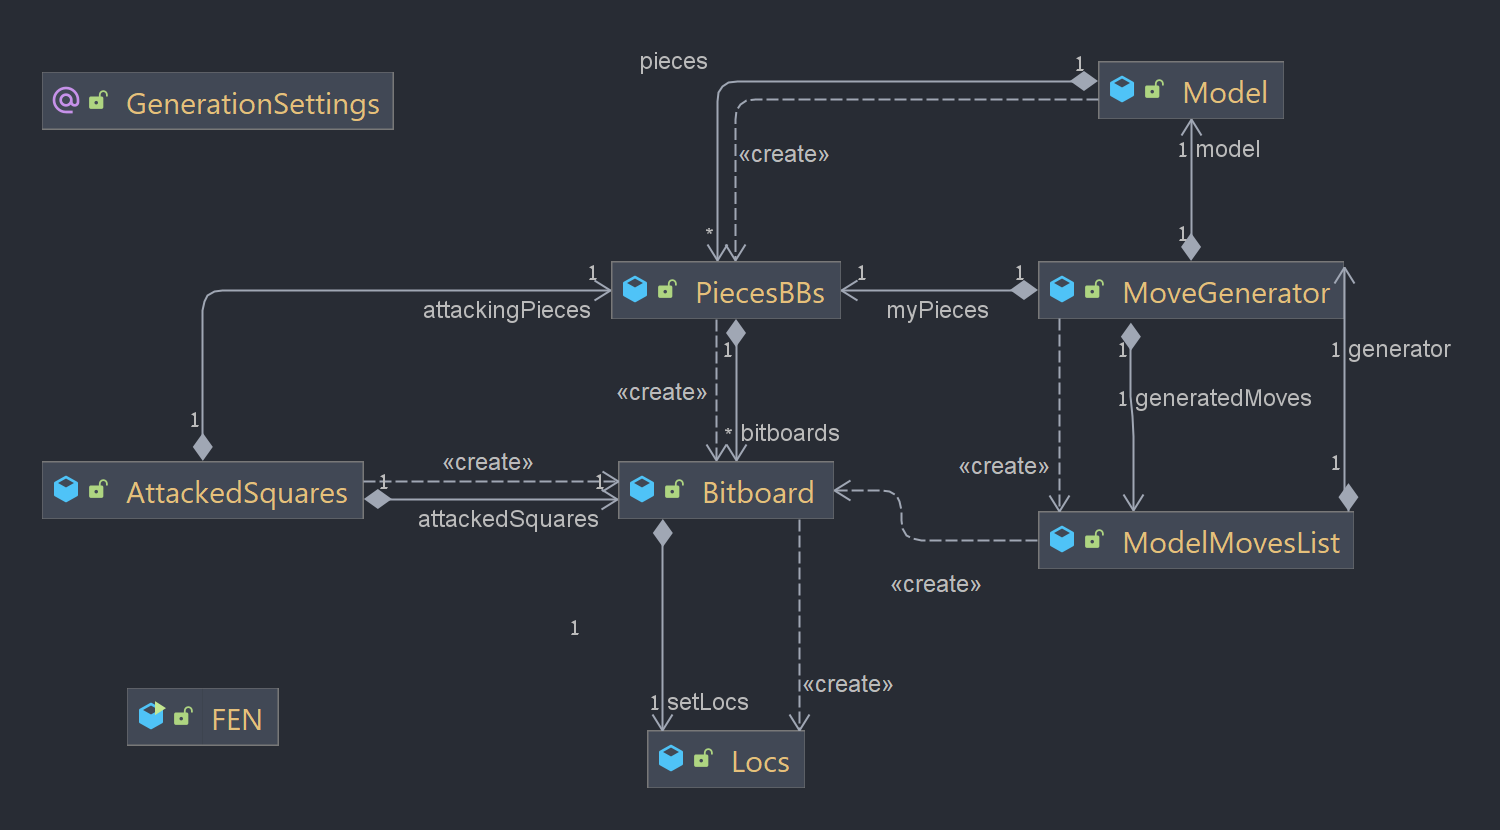 pieces
1
GenerationSettings
Model
«create»
1 model
*
1
1
PiecesBBs
1
1
MoveGenerator
attackingPieces
myPieces
1
1
1 generator
«create»
1 generatedMoves
1
* bitboards
«create»
1
1
1
«create»
AttackedSquares
Bitboard
attackedSquares
ModelMovesList
«create»
1
«create»
1 setLocs
FEN
Locs